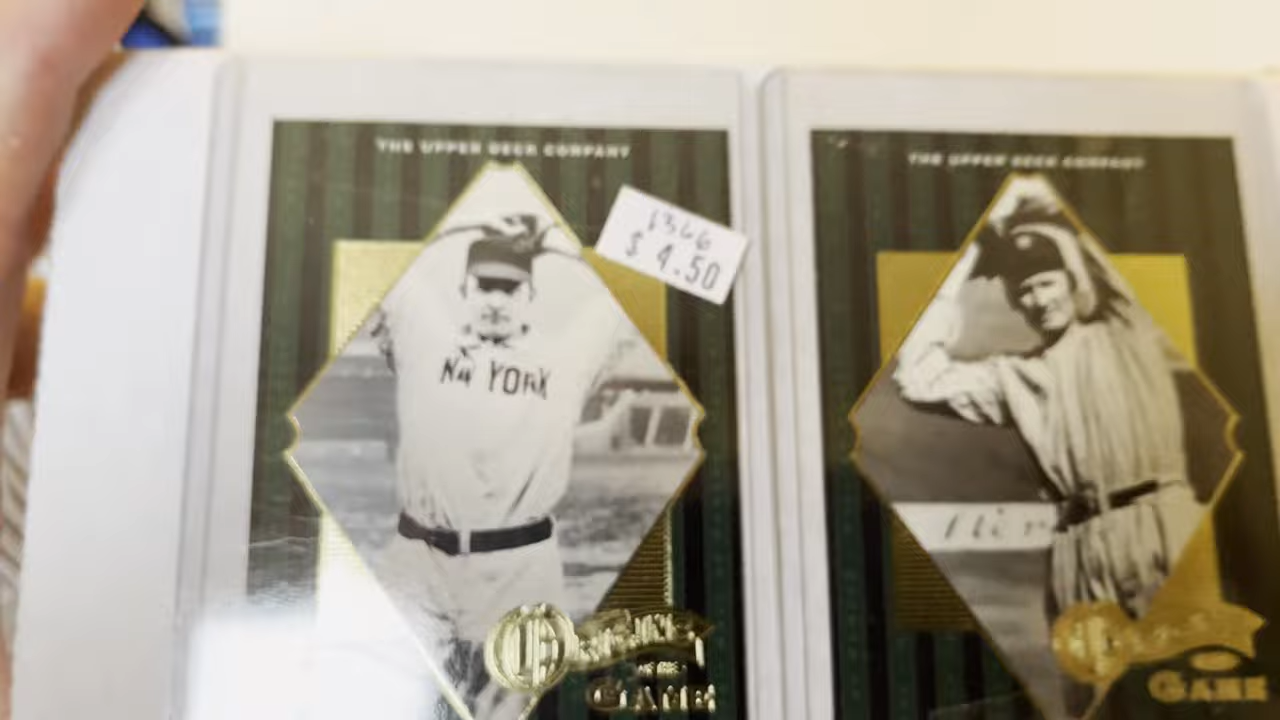 THE UPPER DECK COMPANY
1366
$ 4.50
NEW YORK
GAME
THE UPPER DECK COMPANY
GAME